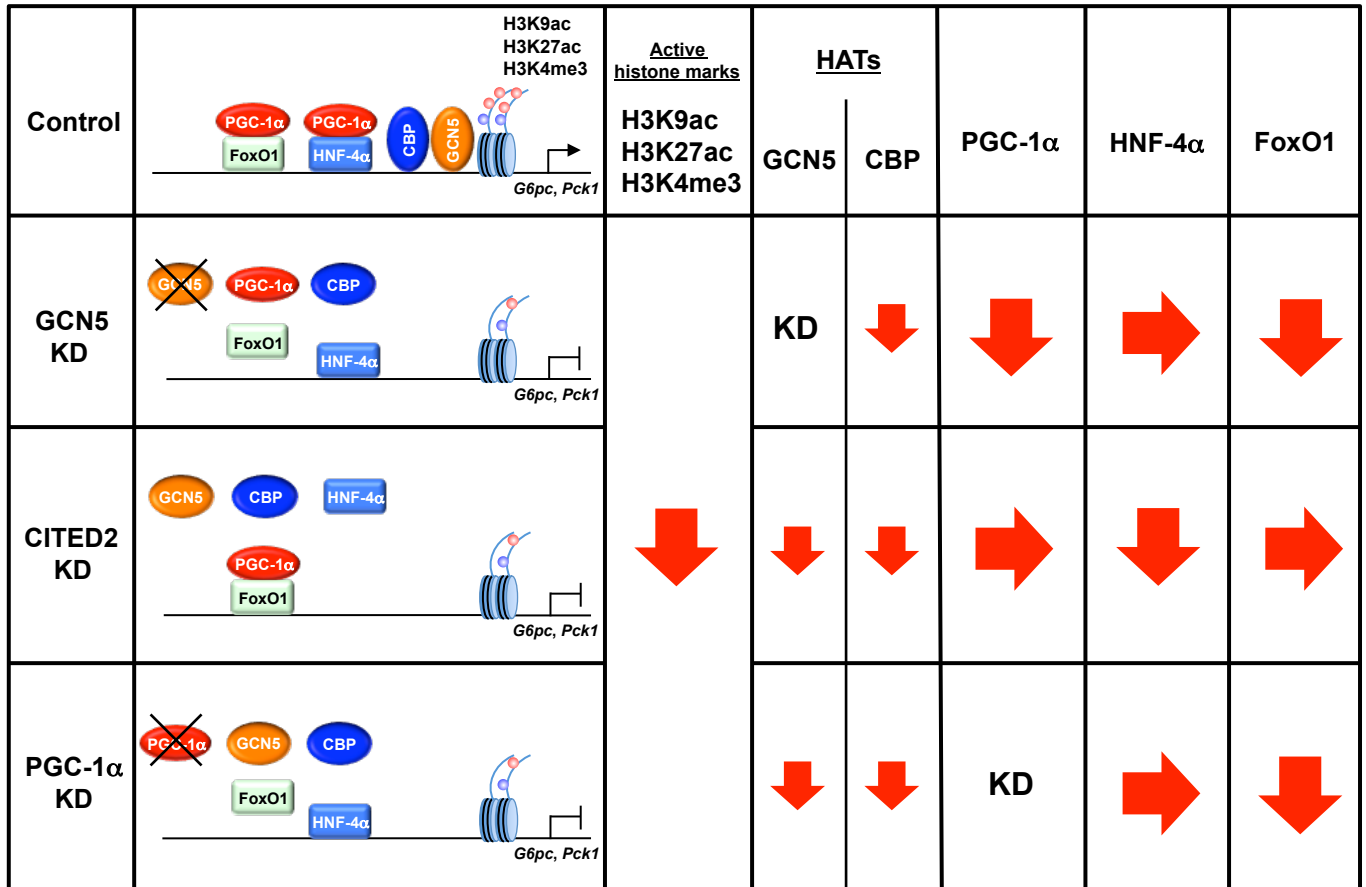 H3K9ac
H3K27ac
H3K4me3
Control
PGC-1α
PGC-1α
FoxO1
HNF-4α
CBP
GCN5
G6pc, Pck1
Active
histone marks
H3K9ac
H3K27ac
H3K4me3
HATs
GCN5
CBP
PGC-1α
HNF-4α
FoxO1
GCN5
KD
GCN5
PGC-1α
CBP
FoxO1
HNF-4α
G6pc, Pck1
KD
CITED2
KD
GCN5
CBP
HNF-4α
PGC-1α
FoxO1
G6pc, Pck1
PGC-1α
KD
PGC-1α
GCN5
CBP
FoxO1
HNF-4α
G6pc, Pck1
KD